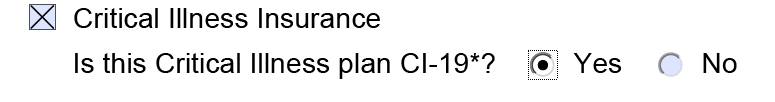 Critical Illness Insurance
Is this Critical Illness plan CI-19*? Yes No